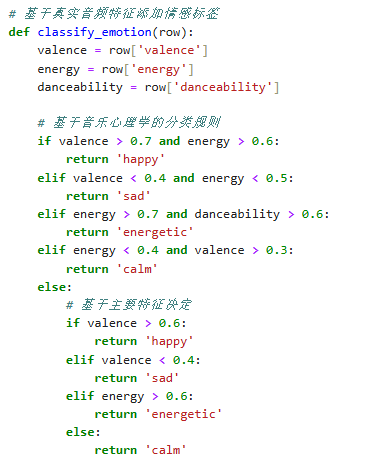 # 基于真实音频特征添加情感标签
def classify_emotion(row):
    valence = row['valence']
    energy = row['energy']
    danceability = row['danceability']

    # 基于音乐心理学的分类规则
    if valence > 0.7 and energy > 0.6:
        return 'happy'
    elif valence < 0.4 and energy < 0.5:
        return 'sad'
    elif energy > 0.7 and danceability > 0.6:
        return 'energetic'
    elif energy < 0.4 and valence > 0.3:
        return 'calm'
    else:
        # 基于主要特征决定
        if valence > 0.6:
            return 'happy'
        elif valence < 0.4:
            return 'sad'
        elif energy > 0.6:
            return 'energetic'
        else:
            return 'calm'